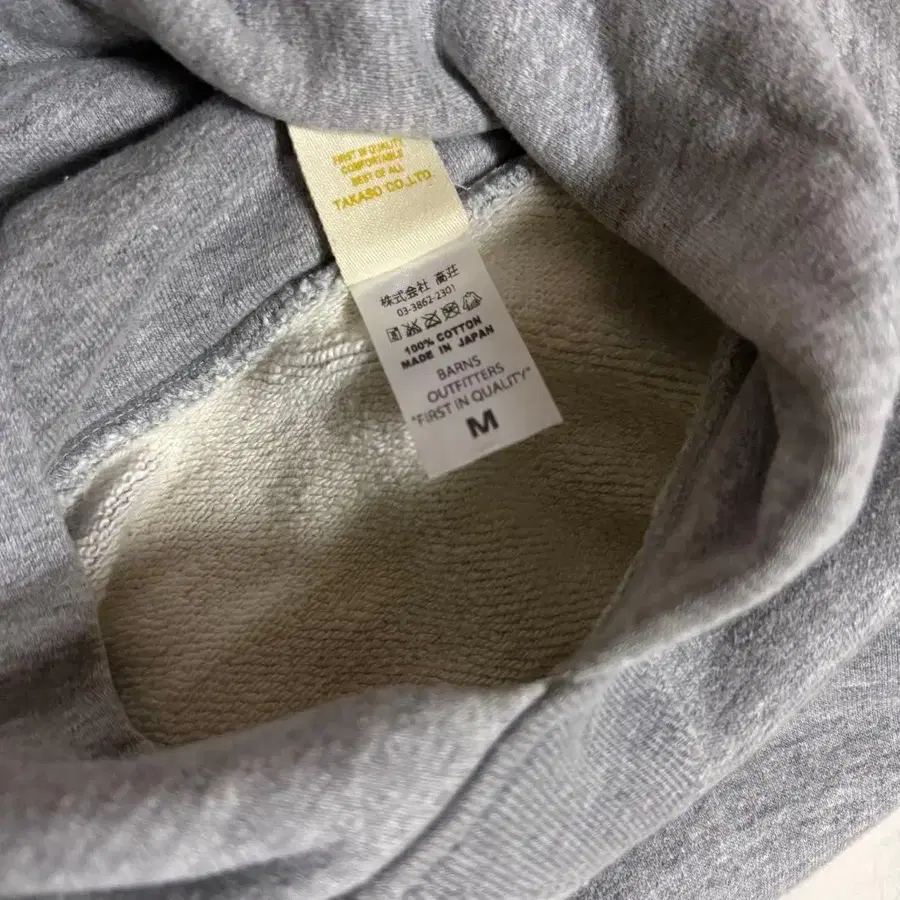 FIRST IN QUALITY
COMFORTABLE
BEST OF ALL
TAKASO CO.,LTD
株式会社 高荘
03-3862-2301
100% COTTON
MADE IN JAPAN
BARNS
OUTFITTERS
"FIRST IN QUALITY"
M